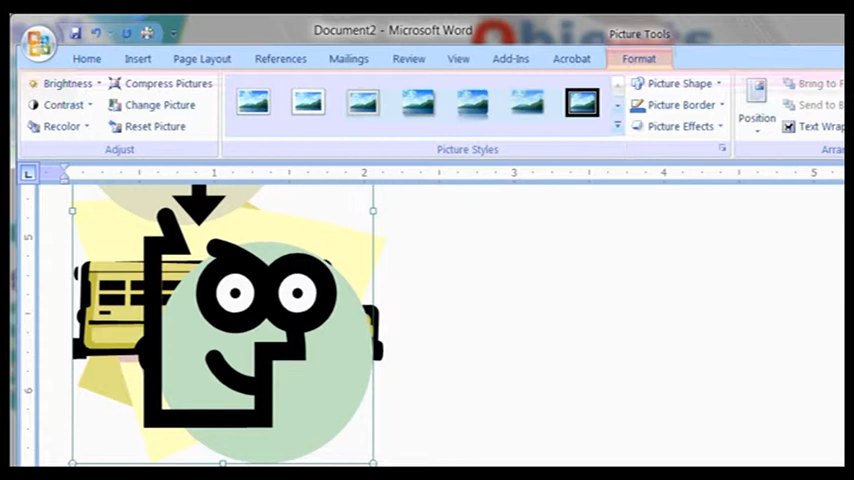 Document2 - Microsoft Word
Picture Tools
Home Insert Page Layout References Mailings Review View Add-Ins Acrobat Format
Brightness Compress Pictures Picture Shape
Contrast Change Picture Picture Border Send to B
Recolor Reset Picture Picture Effects Position Text Wrap
Adjust Picture Styles
1 2 3 4 5
5
6